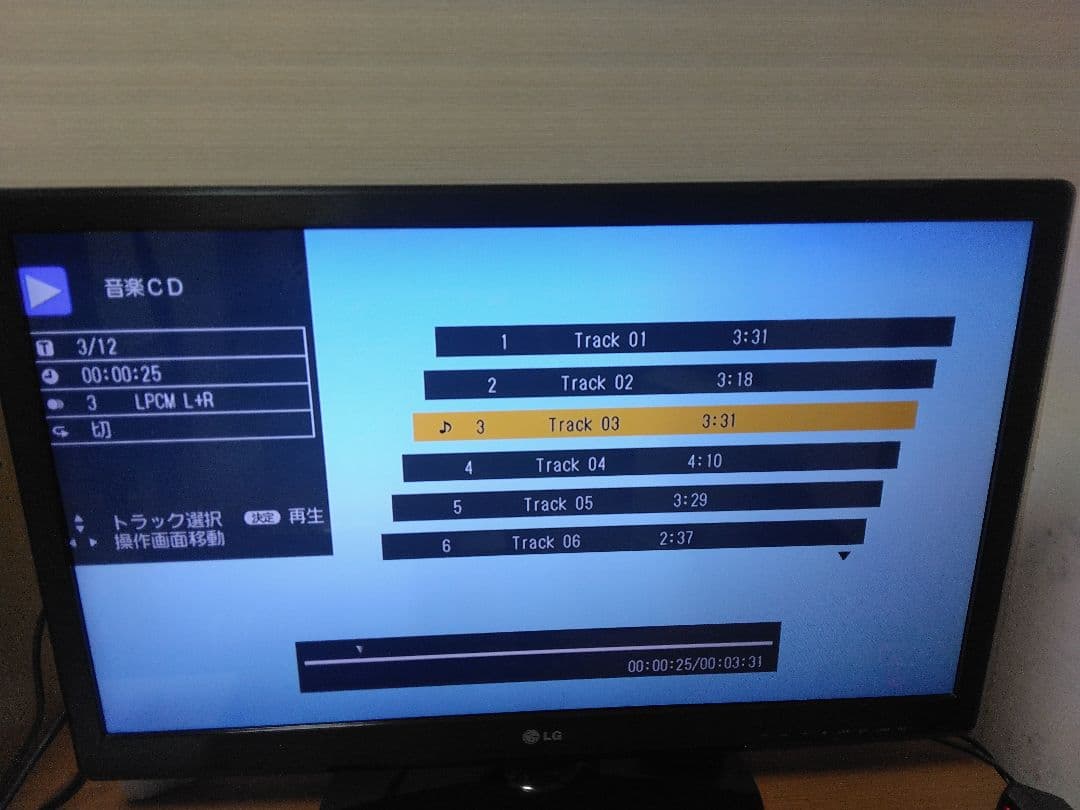 音楽CD
T 3/12
00:00:25
3 LPCM L+R
切
トラック選択 決定 再生
操作画面移動
1 Track 01 3:31
2 Track 02 3:18
♪ 3 Track 03 3:31
4 Track 04 4:10
5 Track 05 3:29
6 Track 06 2:37
00:00:25/00:03:31
LG